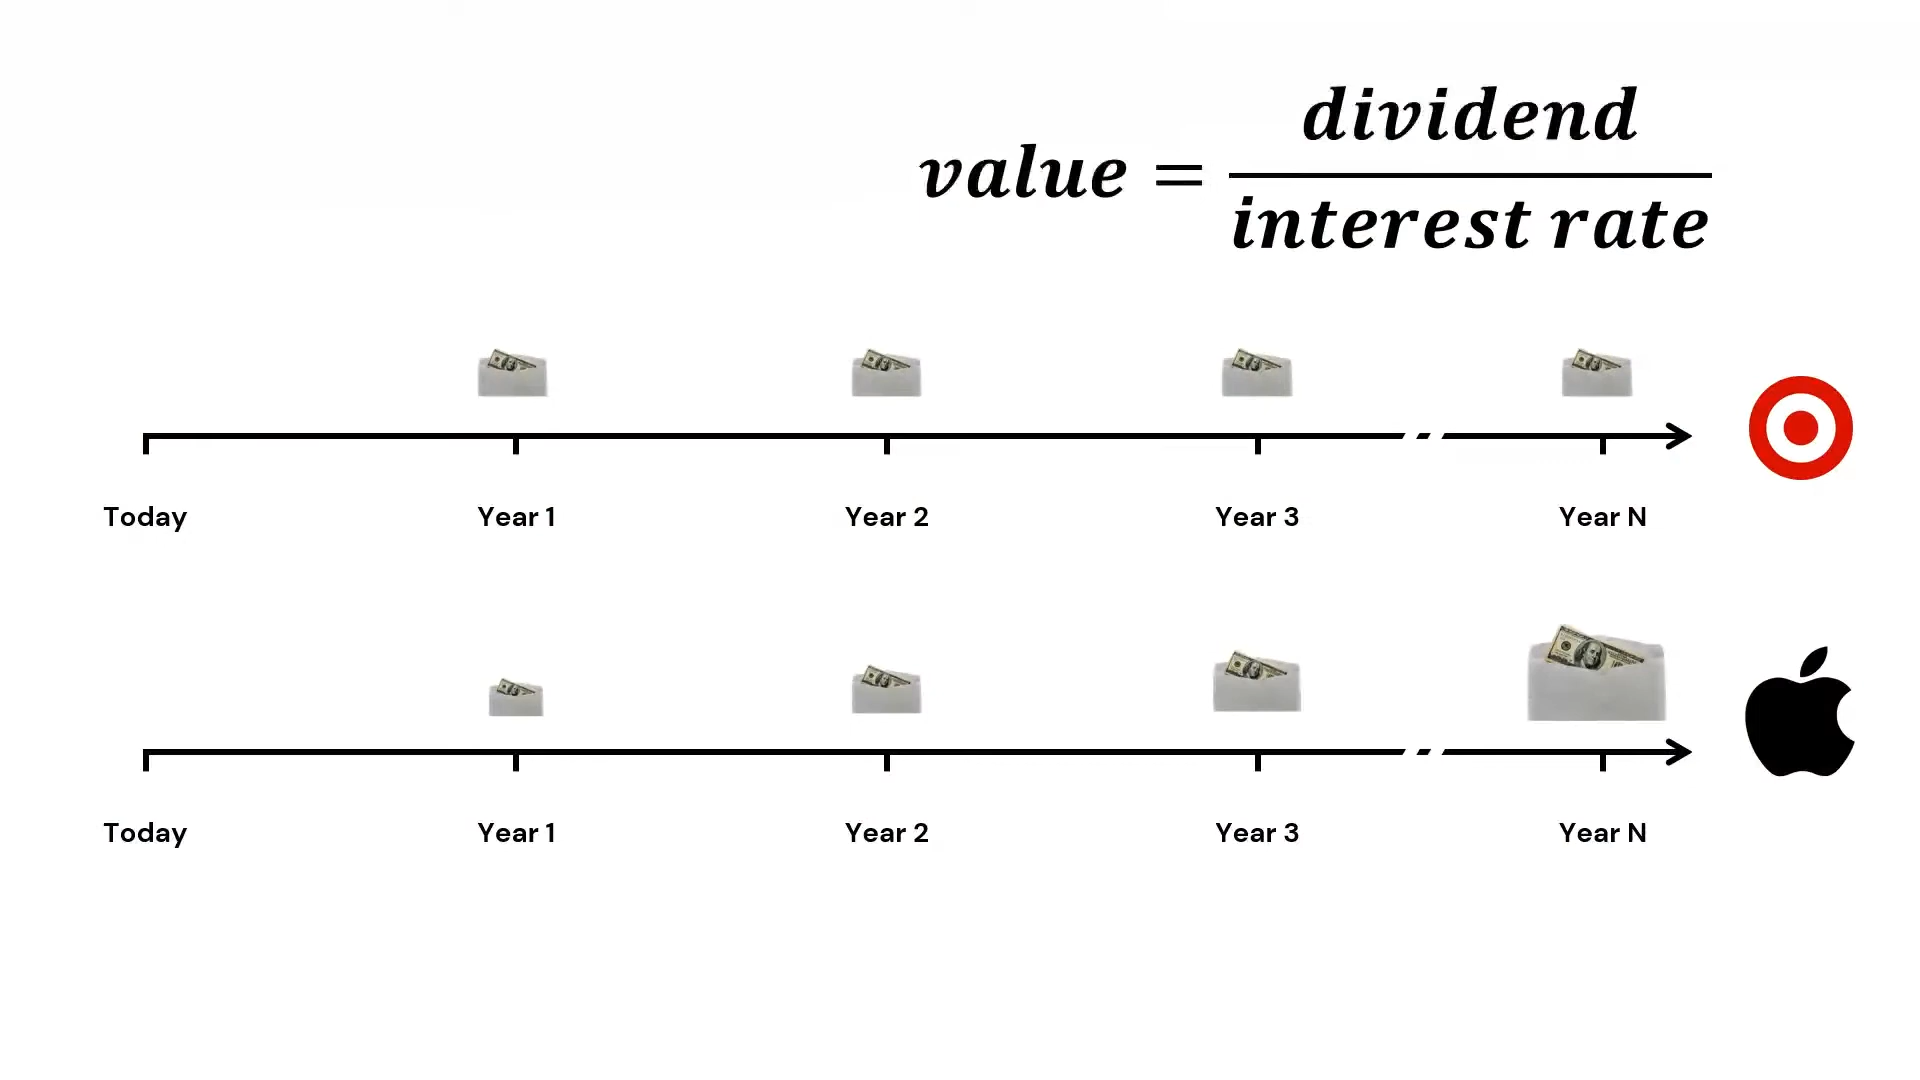 value = dividend / interest rate
Today Year 1 Year 2 Year 3 Year N
Today Year 1 Year 2 Year 3 Year N